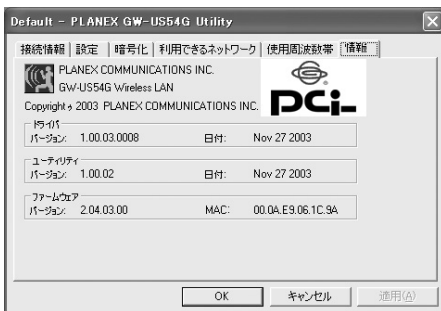 Default - PLANEX GW-US54G Utility
接続情報 設定 暗号化 利用できるネットワーク 使用周波数帯 情報
PLANEX COMMUNICATIONS INC.
GW-US54G Wireless LAN
Copyright 2003 PLANEX COMMUNICATIONS INC.
PCi
ドライバ
バージョン: 1.00.03.0008 日付: Nov 27 2003
ユーティリティ
バージョン: 1.00.02 日付: Nov 27 2003
ファームウェア
バージョン: 2.04.03.00 MAC: 00.0A.E9.06.1C.9A
OK キャンセル 適用(A)